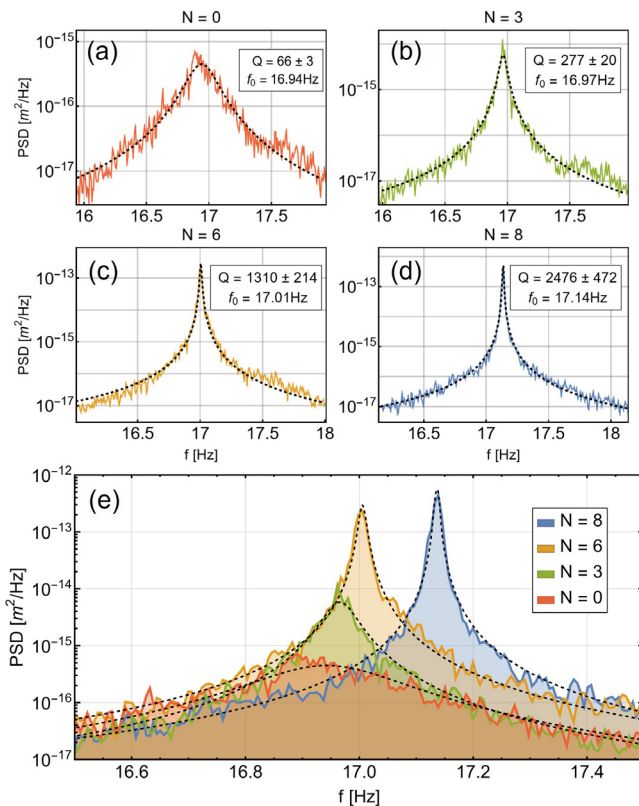 N = 0
(a)
Q = 66 ± 3
f₀ = 16.94Hz
PSD [m²/Hz]
10⁻¹⁵
10⁻¹⁶
10⁻¹⁷
16 16.5 17 17.5
N = 3
(b)
Q = 277 ± 20
f₀ = 16.97Hz
10⁻¹⁵
10⁻¹⁷
16 16.5 17 17.5
N = 6
(c)
Q = 1310 ± 214
f₀ = 17.01Hz
PSD [m²/Hz]
10⁻¹³
10⁻¹⁵
10⁻¹⁷
16.5 17 17.5 18
f [Hz]
N = 8
(d)
Q = 2476 ± 472
f₀ = 17.14Hz
10⁻¹³
10⁻¹⁵
10⁻¹⁷
16.5 17 17.5 18
f [Hz]
(e)
PSD [m²/Hz]
10⁻¹²
10⁻¹³
10⁻¹⁴
10⁻¹⁵
10⁻¹⁶
10⁻¹⁷
N = 8
N = 6
N = 3
N = 0
16.6 16.8 17.0 17.2 17.4
f [Hz]